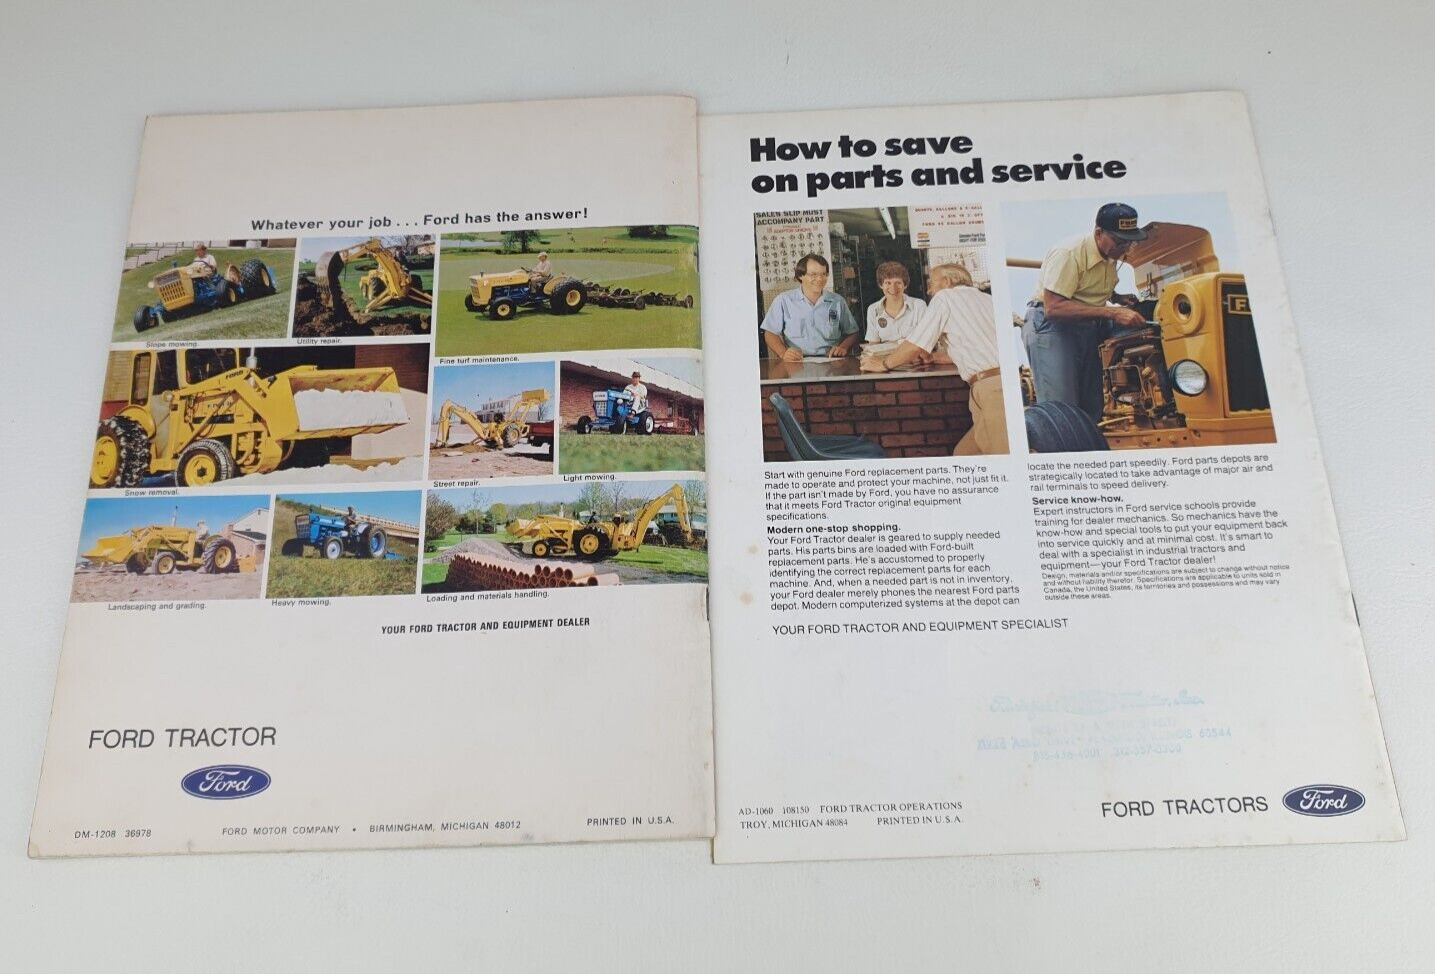 Whatever your job . . . Ford has the answer!
Slope mowing.
Utility repair.
Fine turf maintenance.
Snow removal.
Street repair.
Light mowing.
Landscaping and grading.
Heavy mowing.
Loading and materials handling.
YOUR FORD TRACTOR AND EQUIPMENT DEALER
FORD TRACTOR
Ford
DM-1208 36978
FORD MOTOR COMPANY • BIRMINGHAM, MICHIGAN 48012
PRINTED IN U.S.A.
How to save
on parts and service
SALES SLIP MUST
ACCOMPANY PART
FORD
Start with genuine Ford replacement parts. They're
made to operate and protect your machine, not just fit it.
If the part isn't made by Ford, you have no assurance
that it meets Ford Tractor original equipment
specifications.
Modern one-stop shopping.
Your Ford Tractor dealer is geared to supply needed
parts. His parts bins are loaded with Ford-built
replacement parts. He's accustomed to properly
identifying the correct replacement parts for each
machine. And, when a needed part is not in inventory,
your Ford dealer merely phones the nearest Ford parts
depot. Modern computerized systems at the depot can
locate the needed part speedily. Ford parts depots are
strategically located to take advantage of major air and
rail terminals to speed delivery.
Service know-how.
Expert instructors in Ford service schools provide
training for dealer mechanics. So mechanics have the
know-how and special tools to put your equipment back
into service quickly and at minimal cost. It's smart to
deal with a specialist in industrial tractors and
equipment—your Ford Tractor dealer!
Design, materials and/or specifications are subject to change without notice
and without liability therefor. Specifications are applicable to units sold in
Canada, the United States, its territories and possessions and may vary
outside these areas.
YOUR FORD TRACTOR AND EQUIPMENT SPECIALIST
60544
AD-1060 108150 FORD TRACTOR OPERATIONS
TROY, MICHIGAN 48084 PRINTED IN U.S.A.
FORD TRACTORS
Ford